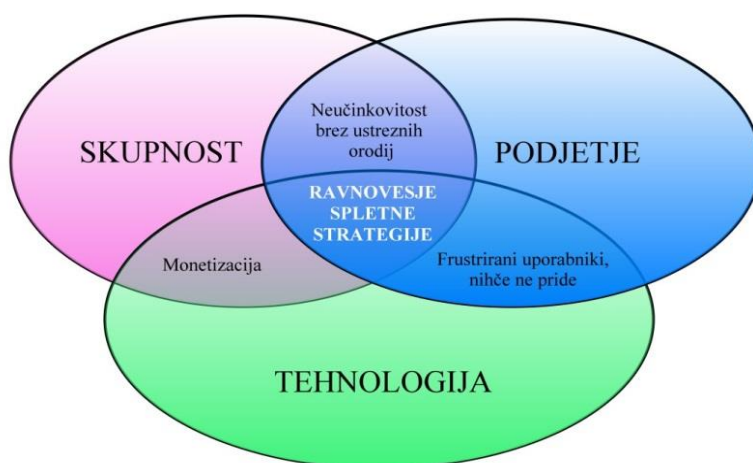 Neučinkovitost
brez ustreznih
orodij
SKUPNOST
PODJETJE
RAVNOVESJE
SPLETNE
STRATEGIJE
Monetizacija
Frustrirani uporabniki,
nihče ne pride
TEHNOLOGIJA